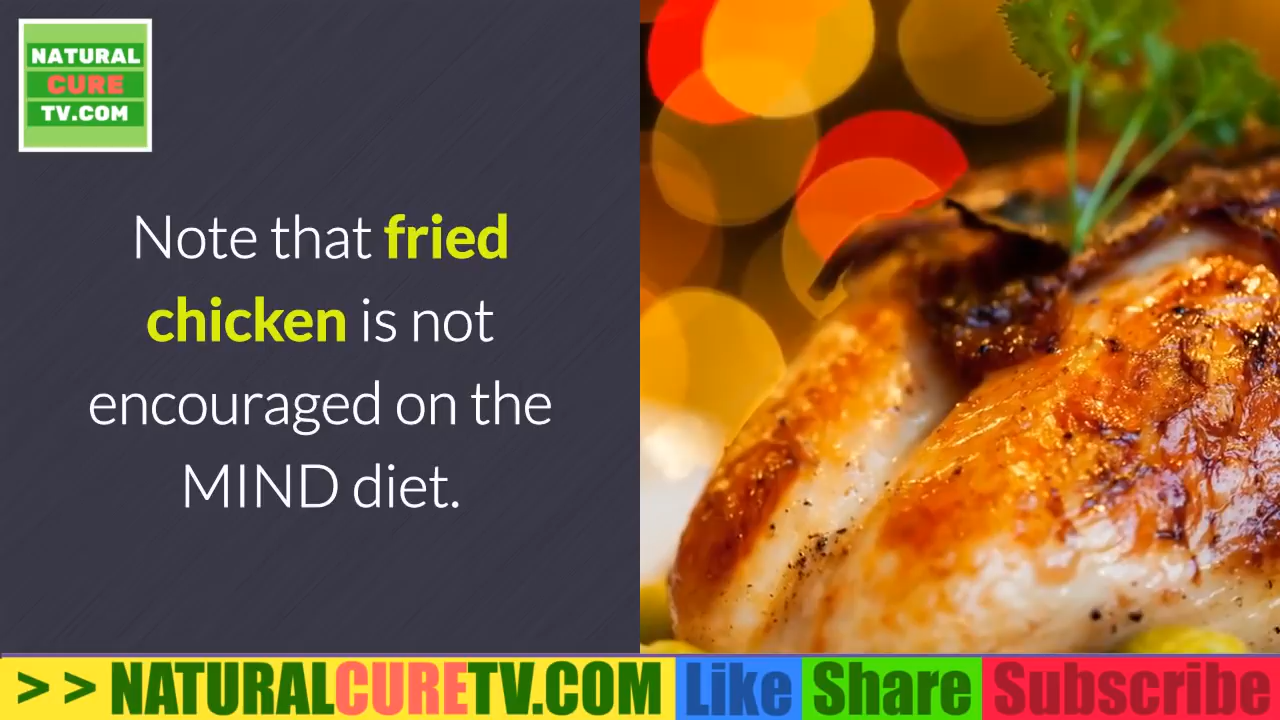 NATURAL
CURE
TV.COM
Note that fried
chicken is not
encouraged on the
MIND diet.
> > NATURALCURETV.COM Like Share Subscribe